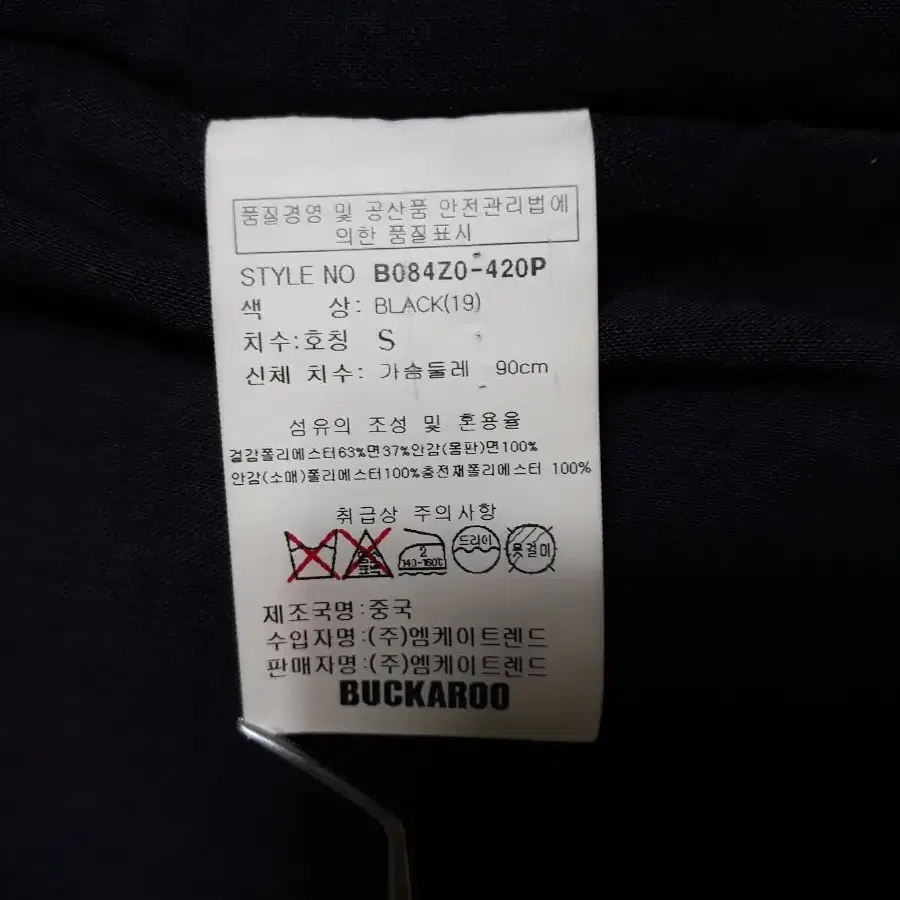 품질경영 및 공산품 안전관리법에
의한 품질표시
STYLE NO B084Z0-420P
색 상: BLACK(19)
치수:호칭 S
신체 치수: 가슴둘레 90cm
섬유의 조성 및 혼용율
겉감폴리에스터63%면37%안감(몸판)면100%
안감(소매)폴리에스터100%충전재폴리에스터 100%
취급상 주의사항
2 드라이 옷걸이
140-160℃
제조국명:중국
수입자명:(주)엠케이트렌드
판매자명:(주)엠케이트렌드
BUCKAROO